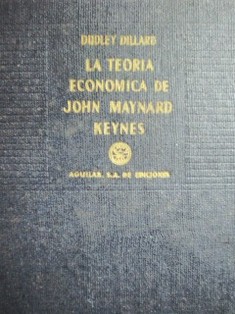 DUDLEY DILLARD
LA TEORIA
ECONOMICA DE
JOHN MAYNARD
KEYNES
AGUILAR, S.A. DE EDICIONES